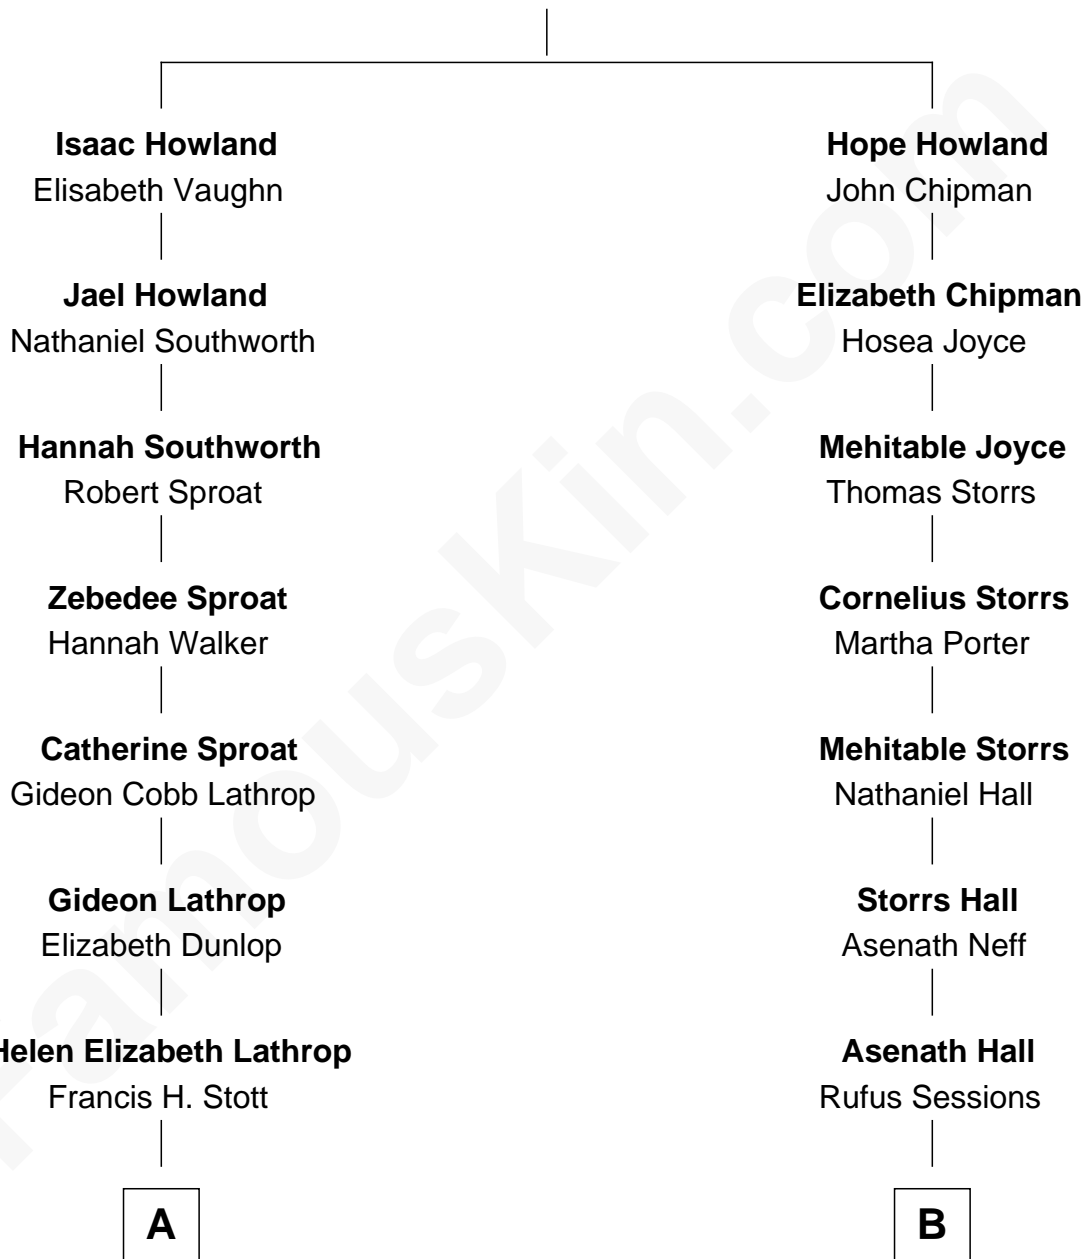 Isaac Howland
Elisabeth Vaughn
Hope Howland
John Chipman
Jael Howland
Nathaniel Southworth
Elizabeth Chipman
Hosea Joyce
Hannah Southworth
Robert Sproat
Mehitable Joyce
Thomas Storrs
Zebedee Sproat
Hannah Walker
Cornelius Storrs
Martha Porter
Catherine Sproat
Gideon Cobb Lathrop
Mehitable Storrs
Nathaniel Hall
Gideon Lathrop
Elizabeth Dunlop
Storrs Hall
Asenath Neff
Helen Elizabeth Lathrop
Francis H. Stott
Asenath Hall
Rufus Sessions
A
B
FamousKin.com